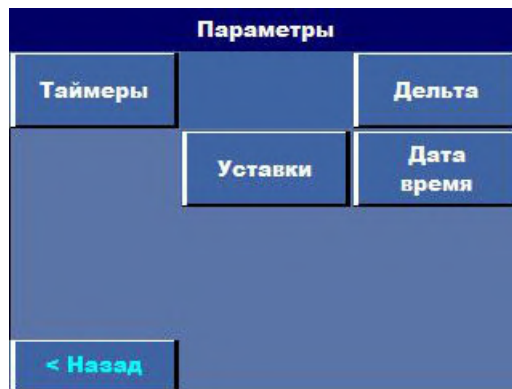 Параметры
Таймеры
Дельта
Уставки
Дата
время
< Назад